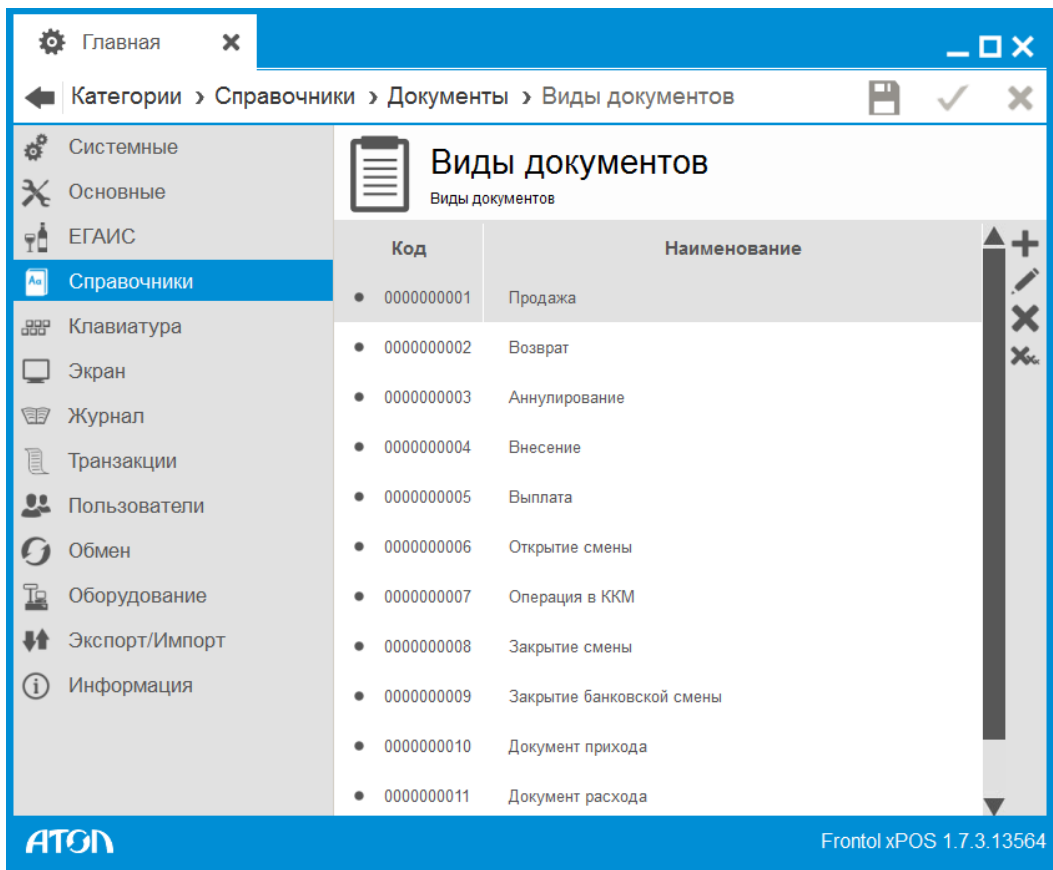 Главная
Категории › Справочники › Документы › Виды документов
Системные
Основные
ЕГАИС
Справочники
Клавиатура
Экран
Журнал
Транзакции
Пользователи
Обмен
Оборудование
Экспорт/Импорт
Информация
Виды документов
Виды документов
Код Наименование
0000000001 Продажа
0000000002 Возврат
0000000003 Аннулирование
0000000004 Внесение
0000000005 Выплата
0000000006 Открытие смены
0000000007 Операция в ККМ
0000000008 Закрытие смены
0000000009 Закрытие банковской смены
0000000010 Документ прихода
0000000011 Документ расхода
АТОЛ Frontol xPOS 1.7.3.13564